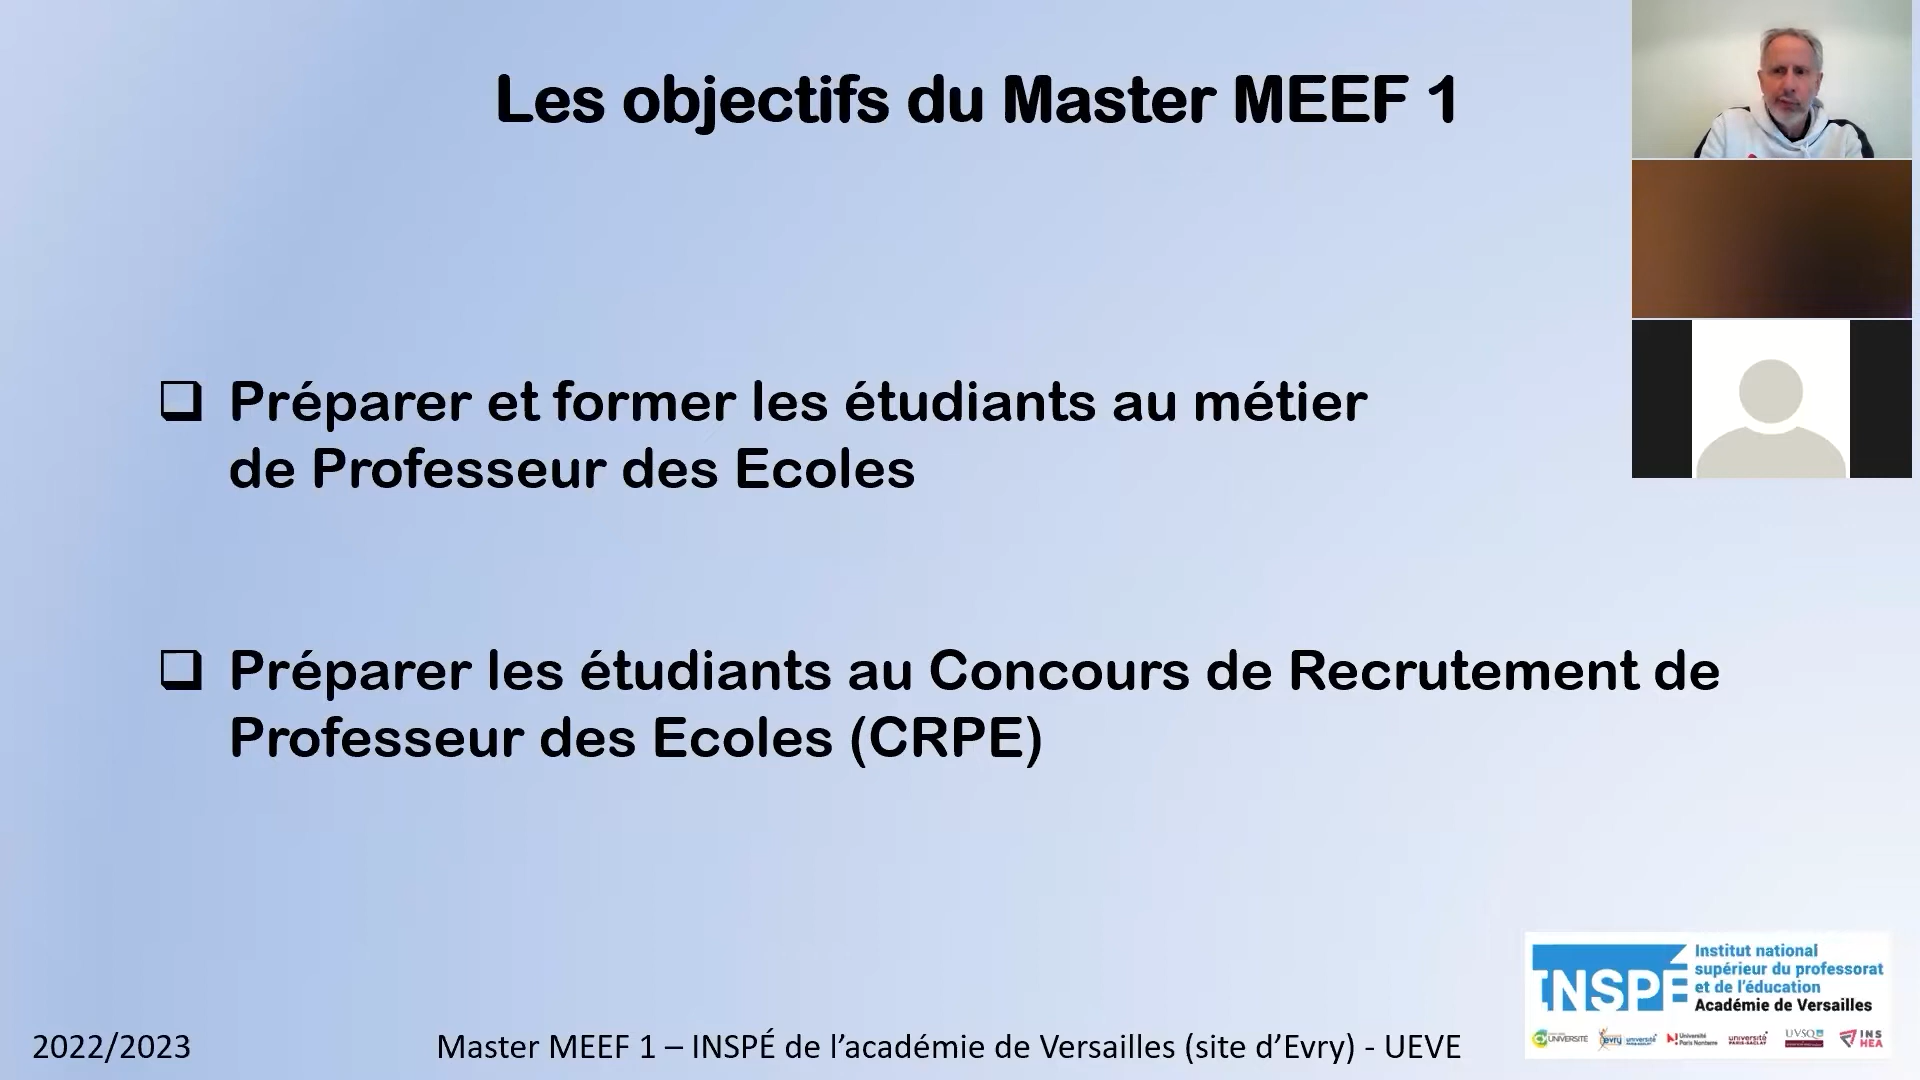 Les objectifs du Master MEEF 1
❑ Préparer et former les étudiants au métier
de Professeur des Ecoles
❑ Préparer les étudiants au Concours de Recrutement de
Professeur des Ecoles (CRPE)
INSPÉ
Institut national
supérieur du professorat
et de l'éducation
Académie de Versailles
UNIVERSITÉ
evry université PARIS-SACLAY
Université Paris Nanterre
université PARIS-SACLAY
UVSQ
INS HEA
2022/2023
Master MEEF 1 – INSPÉ de l'académie de Versailles (site d'Evry) - UEVE